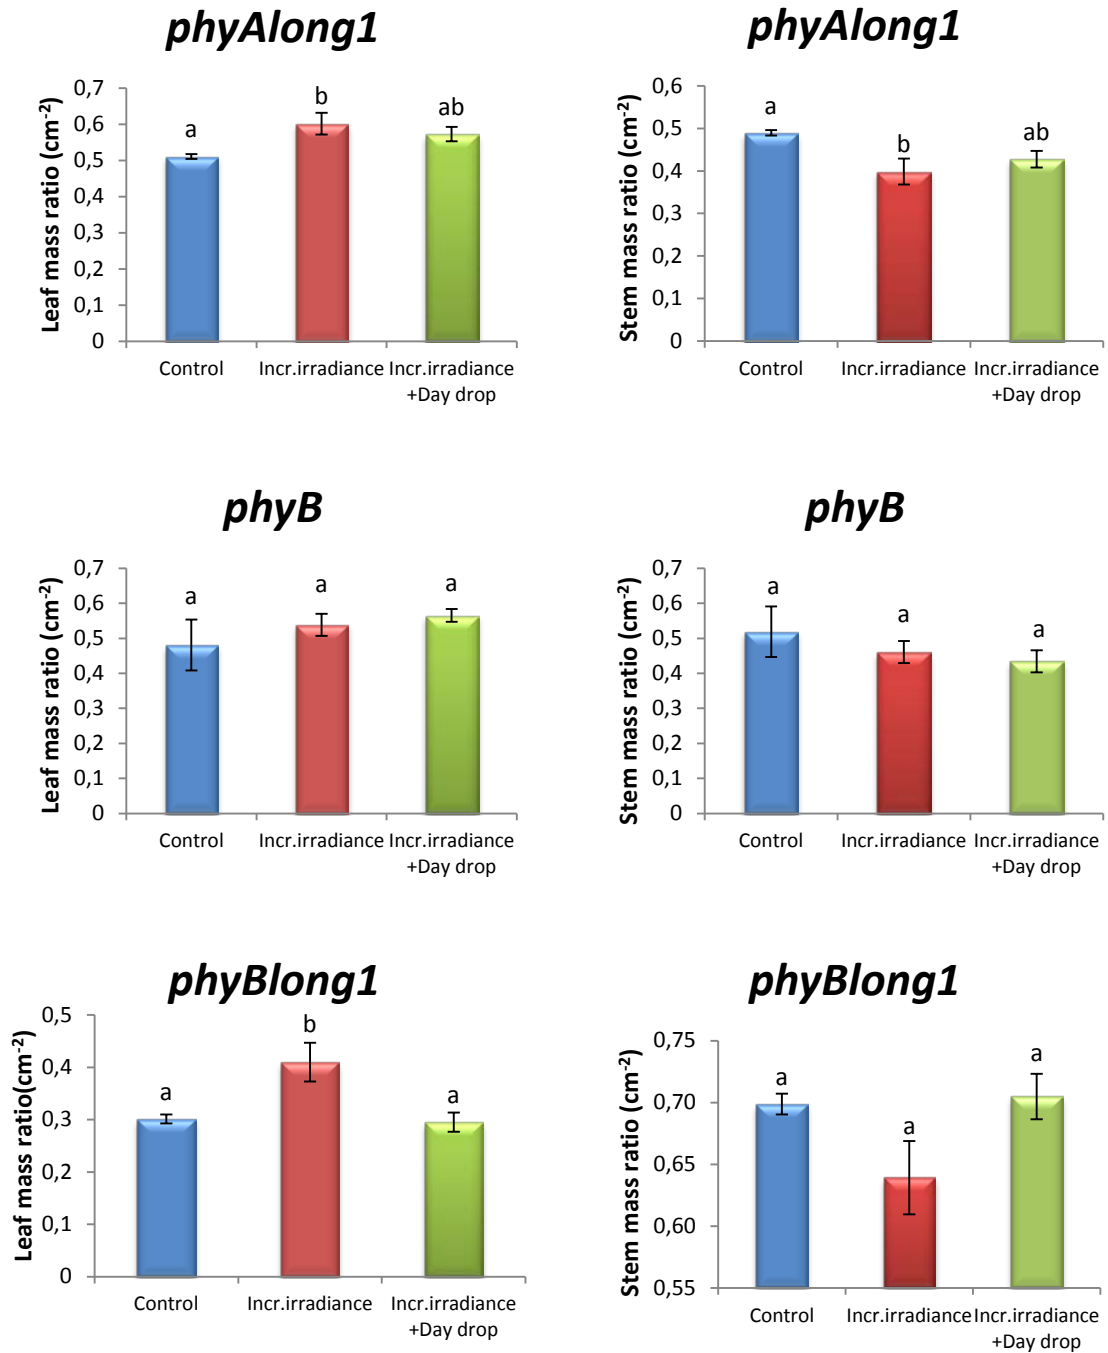 phyAlong1
Leaf mass ratio (cm-2)
0,7
0,6
0,5
0,4
0,3
0,2
0,1
0
a
b
ab
Control
Incr.irradiance
Incr.irradiance
+Day drop
phyAlong1
Stem mass ratio (cm-2)
0,6
0,5
0,4
0,3
0,2
0,1
0
a
b
ab
Control
Incr.irradiance
Incr.irradiance
+Day drop
phyB
Leaf mass ratio (cm-2)
0,7
0,6
0,5
0,4
0,3
0,2
0,1
0
a
a
a
Control
Incr.irradiance
Incr.irradiance
+Day drop
phyB
Stem mass ratio (cm-2)
0,7
0,6
0,5
0,4
0,3
0,2
0,1
0
a
a
a
Control
Incr.irradiance
Incr.irradiance
+Day drop
phyBlong1
Leaf mass ratio(cm-2)
0,5
0,4
0,3
0,2
0,1
0
a
b
a
Control
Incr.irradiance
Incr.irradiance
+Day drop
phyBlong1
Stem mass ratio (cm-2)
0,75
0,70
0,65
0,60
0,55
a
a
a
Control
Incr.irradiance
Incr.irradiance
+Day drop